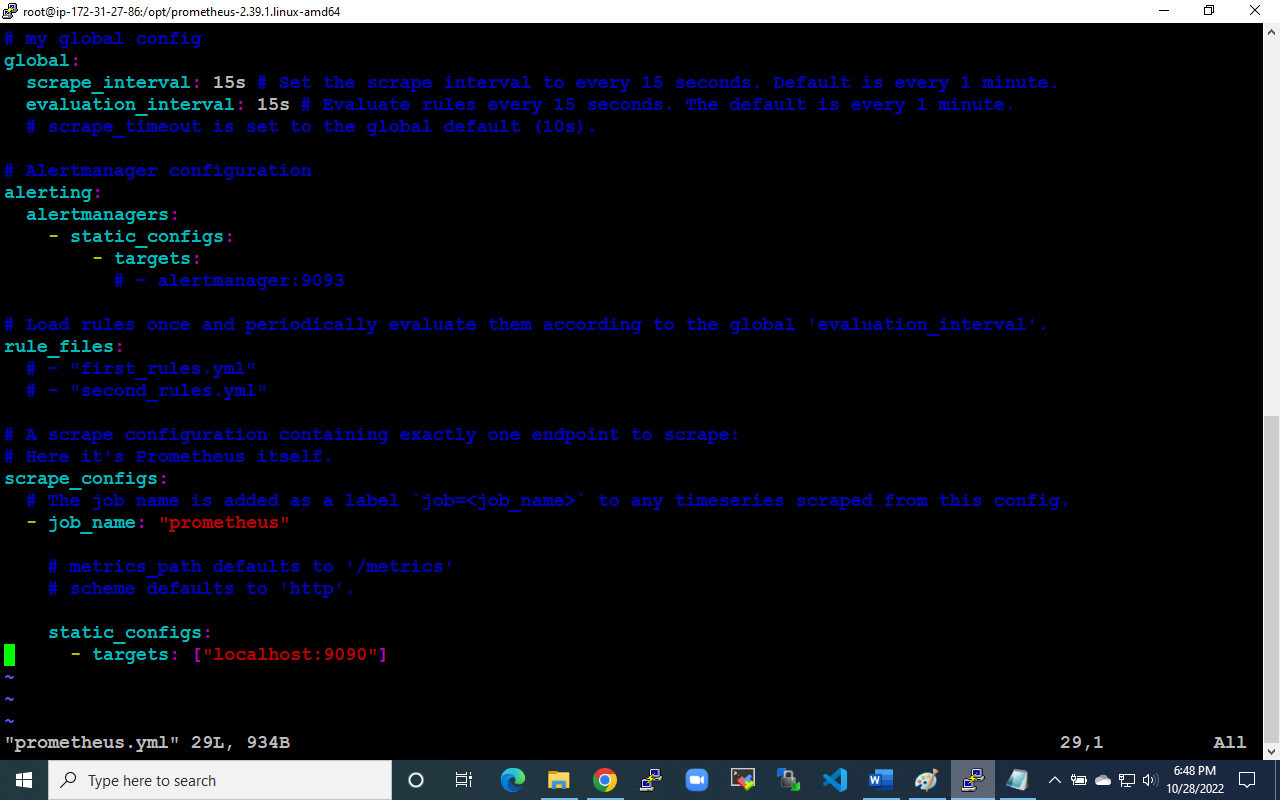 root@ip-172-31-27-86:/opt/prometheus-2.39.1.linux-amd64
# my global config
global:
  scrape_interval: 15s # Set the scrape interval to every 15 seconds. Default is every 1 minute.
  evaluation_interval: 15s # Evaluate rules every 15 seconds. The default is every 1 minute.
  # scrape_timeout is set to the global default (10s).

# Alertmanager configuration
alerting:
  alertmanagers:
    - static_configs:
        - targets:
          # - alertmanager:9093

# Load rules once and periodically evaluate them according to the global 'evaluation_interval'.
rule_files:
  # - "first_rules.yml"
  # - "second_rules.yml"

# A scrape configuration containing exactly one endpoint to scrape:
# Here it's Prometheus itself.
scrape_configs:
  # The job name is added as a label `job=<job_name>` to any timeseries scraped from this config.
  - job_name: "prometheus"

    # metrics_path defaults to '/metrics'
    # scheme defaults to 'http'.

    static_configs:
      - targets: ["localhost:9090"]
~
~
~
"prometheus.yml" 29L, 934B 29,1 All
Type here to search
6:48 PM
10/28/2022